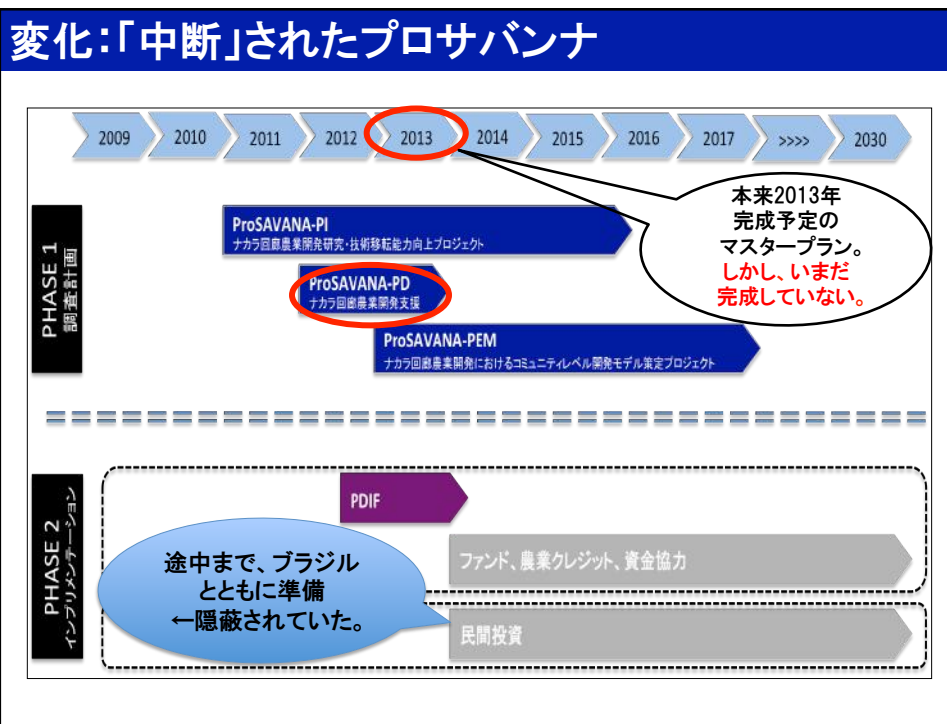 変化：「中断」されたプロサバンナ
2009 2010 2011 2012 2013 2014 2015 2016 2017 >>>> 2030
本来2013年
完成予定の
マスタープラン。
しかし、いまだ
完成していない。
PHASE 1
調査計画
ProSAVANA-PI
ナカラ回廊農業開発研究・技術移転能力向上プロジェクト
ProSAVANA-PD
ナカラ回廊農業開発支援
ProSAVANA-PEM
ナカラ回廊農業開発におけるコミュニティレベル開発モデル策定プロジェクト
PHASE 2
インプリメンテーション
PDIF
ファンド、農業クレジット、資金協力
途中まで、ブラジル
とともに準備
←隠蔽されていた。
民間投資